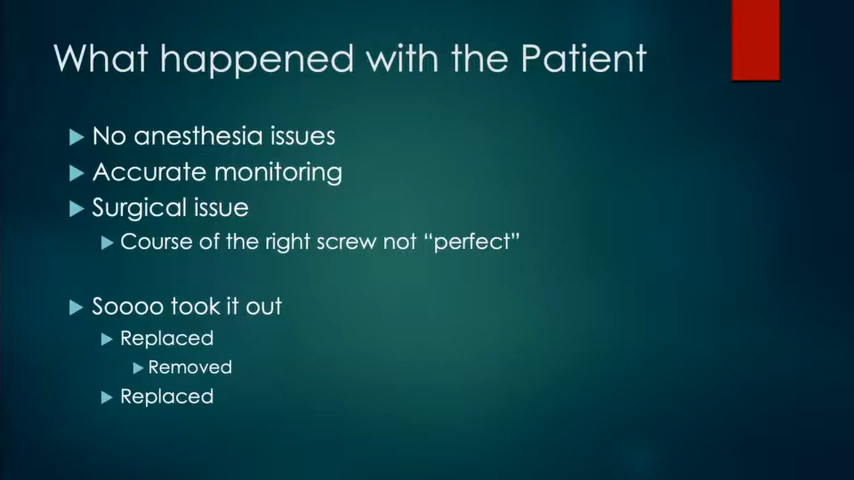 What happened with the Patient
No anesthesia issues
Accurate monitoring
Surgical issue
Course of the right screw not “perfect”
Soooo took it out
Replaced
Removed
Replaced